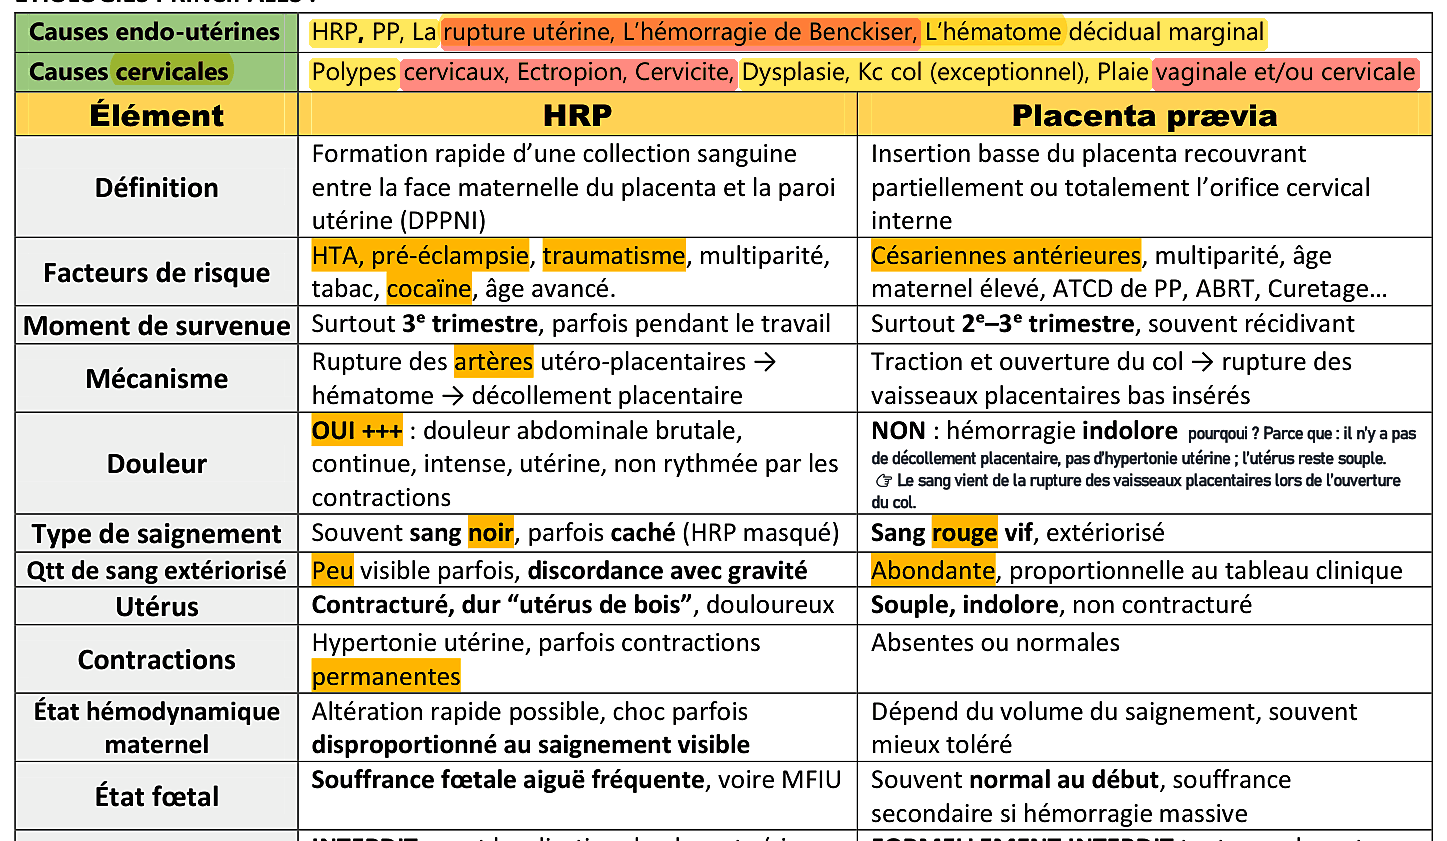 Causes endo-utérines
HRP, PP, La rupture utérine, L’hémorragie de Benckiser, L’hématome décidual marginal
Causes cervicales
Polypes cervicaux, Ectropion, Cervicite, Dysplasie, Kc col (exceptionnel), Plaie vaginale et/ou cervicale
Élément
HRP
Placenta prævia
Définition
Formation rapide d’une collection sanguine
entre la face maternelle du placenta et la paroi
utérine (DPPNI)
Insertion basse du placenta recouvrant
partiellement ou totalement l’orifice cervical
interne
Facteurs de risque
HTA, pré-éclampsie, traumatisme, multiparité,
tabac, cocaïne, âge avancé.
Césariennes antérieures, multiparité, âge
maternel élevé, ATCD de PP, ABRT, Curetage…
Moment de survenue
Surtout 3ᵉ trimestre, parfois pendant le travail
Surtout 2ᵉ–3ᵉ trimestre, souvent récidivant
Mécanisme
Rupture des artères utéro-placentaires →
hématome → décollement placentaire
Traction et ouverture du col → rupture des
vaisseaux placentaires bas insérés
Douleur
OUI +++ : douleur abdominale brutale,
continue, intense, utérine, non rythmée par les
contractions
NON : hémorragie indolore pourqoui ? Parce que : il n'y a pas
de décollement placentaire, pas d'hypertonie utérine ; l'utérus reste souple.
👉 Le sang vient de la rupture des vaisseaux placentaires lors de l'ouverture
du col.
Type de saignement
Souvent sang noir, parfois caché (HRP masqué)
Sang rouge vif, extériorisé
Qtt de sang extériorisé
Peu visible parfois, discordance avec gravité
Abondante, proportionnelle au tableau clinique
Utérus
Contracturé, dur “utérus de bois”, douloureux
Souple, indolore, non contracturé
Contractions
Hypertonie utérine, parfois contractions
permanentes
Absentes ou normales
État hémodynamique
maternel
Altération rapide possible, choc parfois
disproportionné au saignement visible
Dépend du volume du saignement, souvent
mieux toléré
État fœtal
Souffrance fœtale aiguë fréquente, voire MFIU
Souvent normal au début, souffrance
secondaire si hémorragie massive